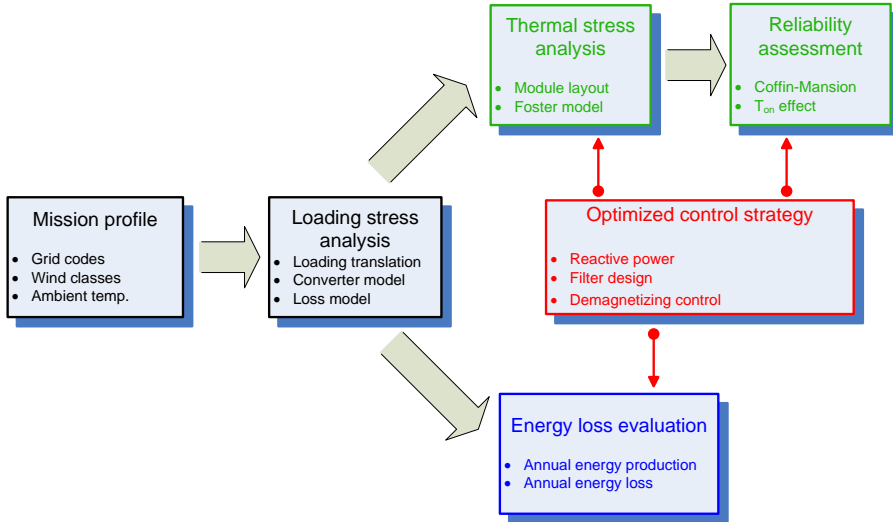 Mission profile
• Grid codes
• Wind classes
• Ambient temp.
Loading stress
analysis
• Loading translation
• Converter model
• Loss model
Thermal stress
analysis
• Module layout
• Foster model
Reliability
assessment
• Coffin-Mansion
• Ton effect
Optimized control strategy
• Reactive power
• Filter design
• Demagnetizing control
Energy loss evaluation
• Annual energy production
• Annual energy loss